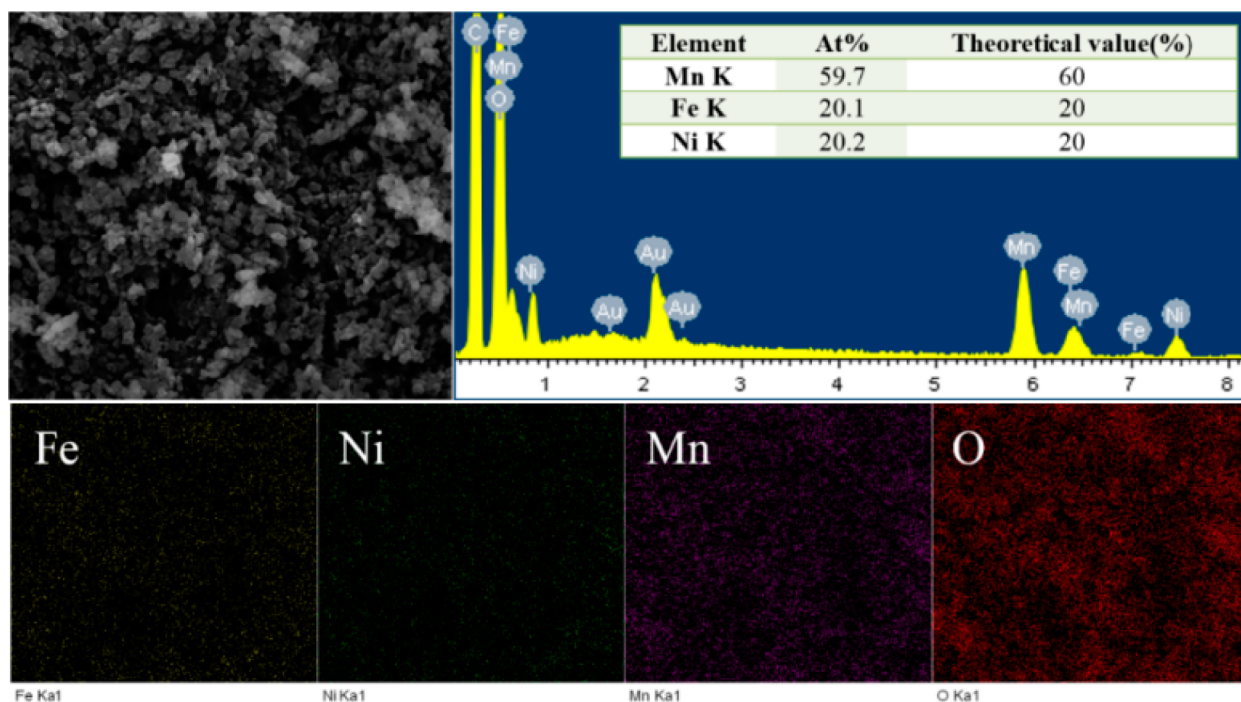 C
Fe
Mn
O
Ni
Au
Au
Au
Mn
Fe
Mn
Fe
Ni
1 2 3 4 5 6 7 8
Element At% Theoretical value(%)
Mn K 59.7 60
Fe K 20.1 20
Ni K 20.2 20
Fe Ni Mn O
Fe Ka1 Ni Ka1 Mn Ka1 O Ka1